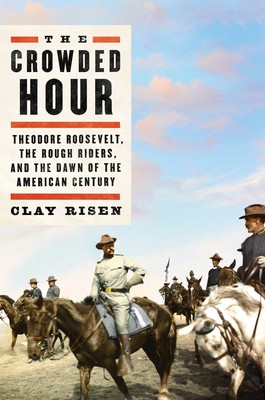 THE
CROWDED
HOUR
THEODORE ROOSEVELT,
THE ROUGH RIDERS,
AND THE DAWN OF THE
AMERICAN CENTURY
CLAY RISEN